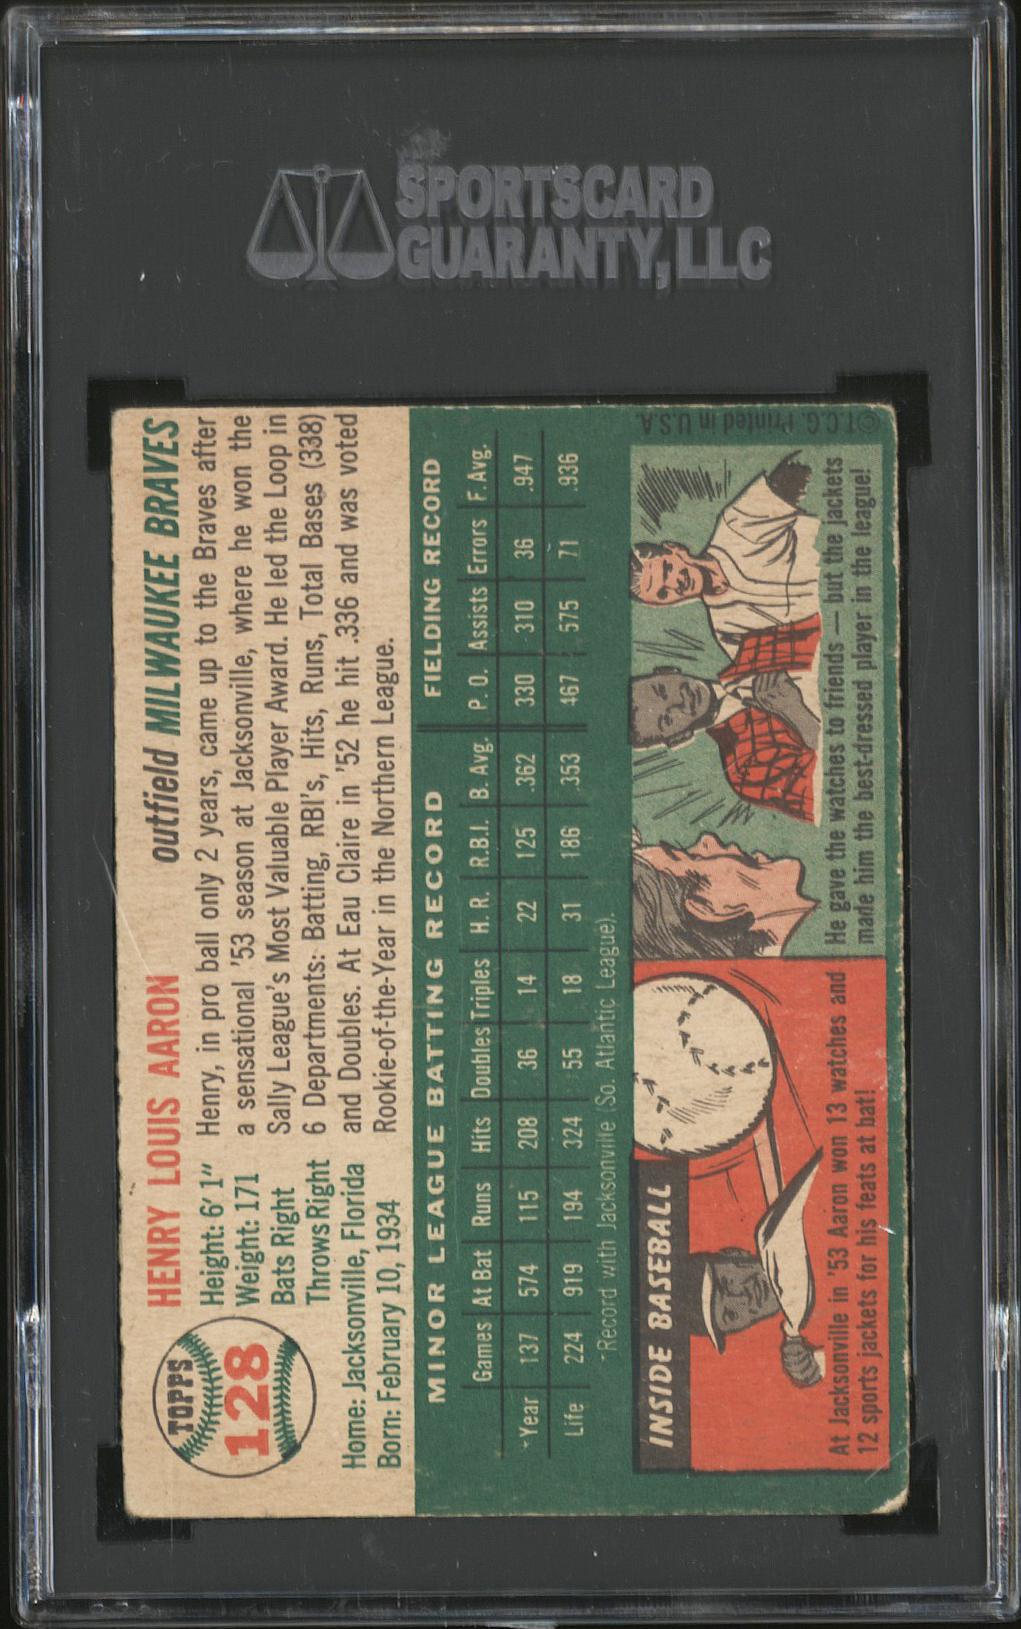 SPORTSCARD
GUARANTY, LLC
TOPPS
128
HENRY LOUIS AARON
outfield MILWAUKEE BRAVES
Height: 6' 1"
Weight: 171
Bats Right
Throws Right
Home: Jacksonville, Florida
Born: February 10, 1934
Henry, in pro ball only 2 years, came up to the Braves after
a sensational '53 season at Jacksonville, where he won the
Sally League's Most Valuable Player Award. He led the Loop in
6 Departments: Batting, RBI's, Hits, Runs, Total Bases (338)
and Doubles. At Eau Claire in '52 he hit .336 and was voted
Rookie-of-the-Year in the Northern League.
MINOR LEAGUE BATTING RECORD FIELDING RECORD
Games At Bat Runs Hits Doubles Triples H. R. R.B.I. B. Avg. P. O. Assists Errors F. Avg.
*Year 137 574 115 208 36 14 22 125 .362 330 310 36 .947
Life 224 919 194 324 55 18 31 186 .353 467 575 71 .936
*Record with Jacksonville (So. Atlantic League).
INSIDE BASEBALL
At Jacksonville in '53 Aaron won 13 watches and
12 sports jackets for his feats at bat!
He gave the watches to friends — but the jackets
made him the best-dressed player in the league!
© T.C.G. Printed in U.S.A.